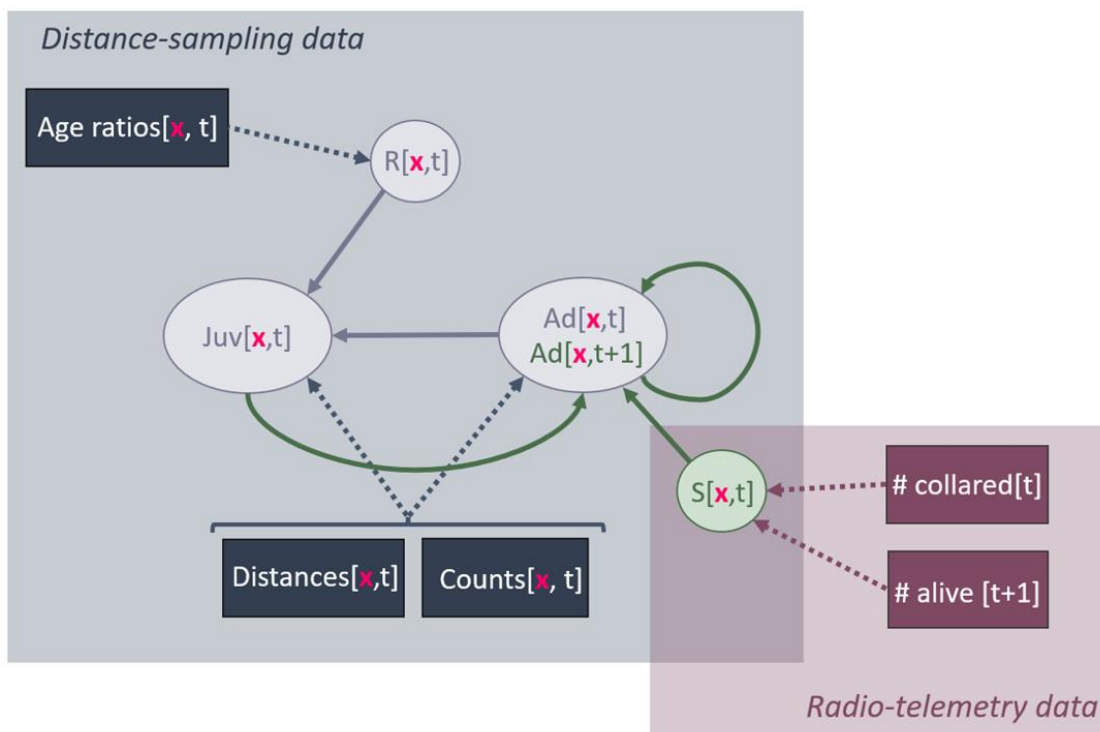 Distance-sampling data
Age ratios[x, t]
R[x,t]
Juv[x,t]
Ad[x,t]
Ad[x,t+1]
S[x,t]
# collared[t]
Distances[x,t]
Counts[x, t]
# alive [t+1]
Radio-telemetry data